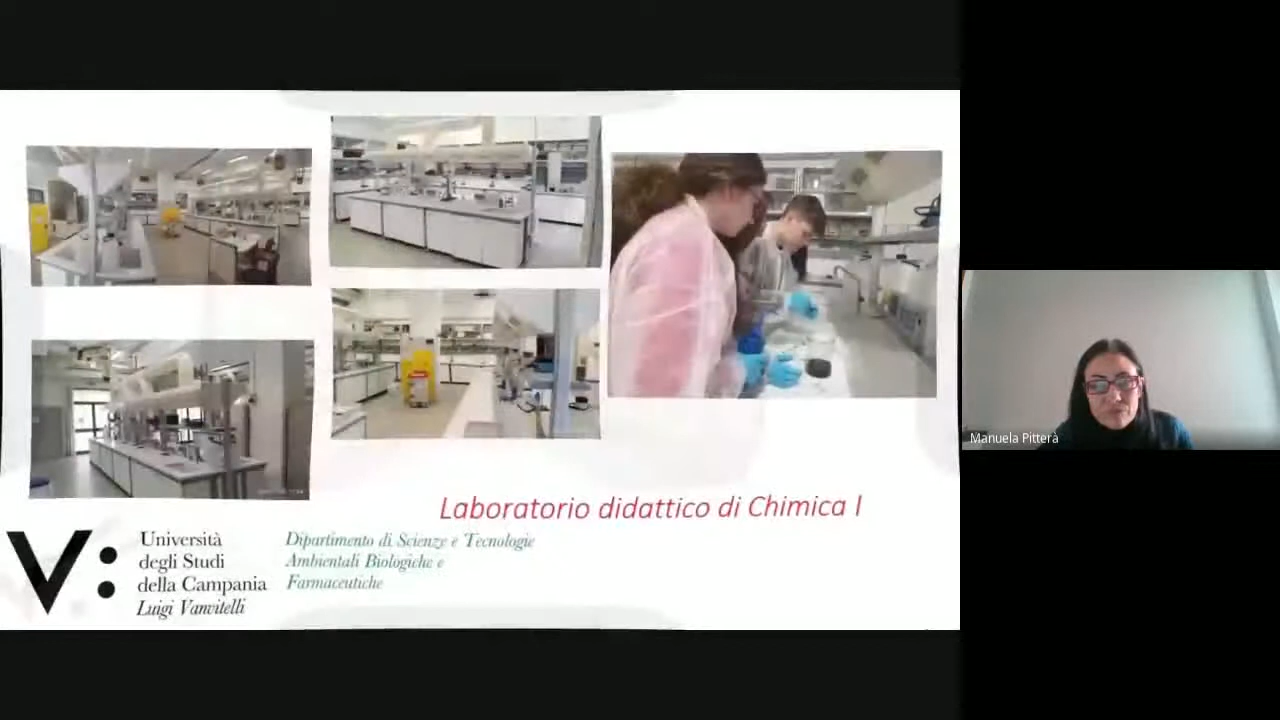 Laboratorio didattico di Chimica I
Università
degli Studi
della Campania
Luigi Vanvitelli
Dipartimento di Scienze e Tecnologie
Ambientali Biologiche e
Farmaceutiche
V:
Manuela Pitterà